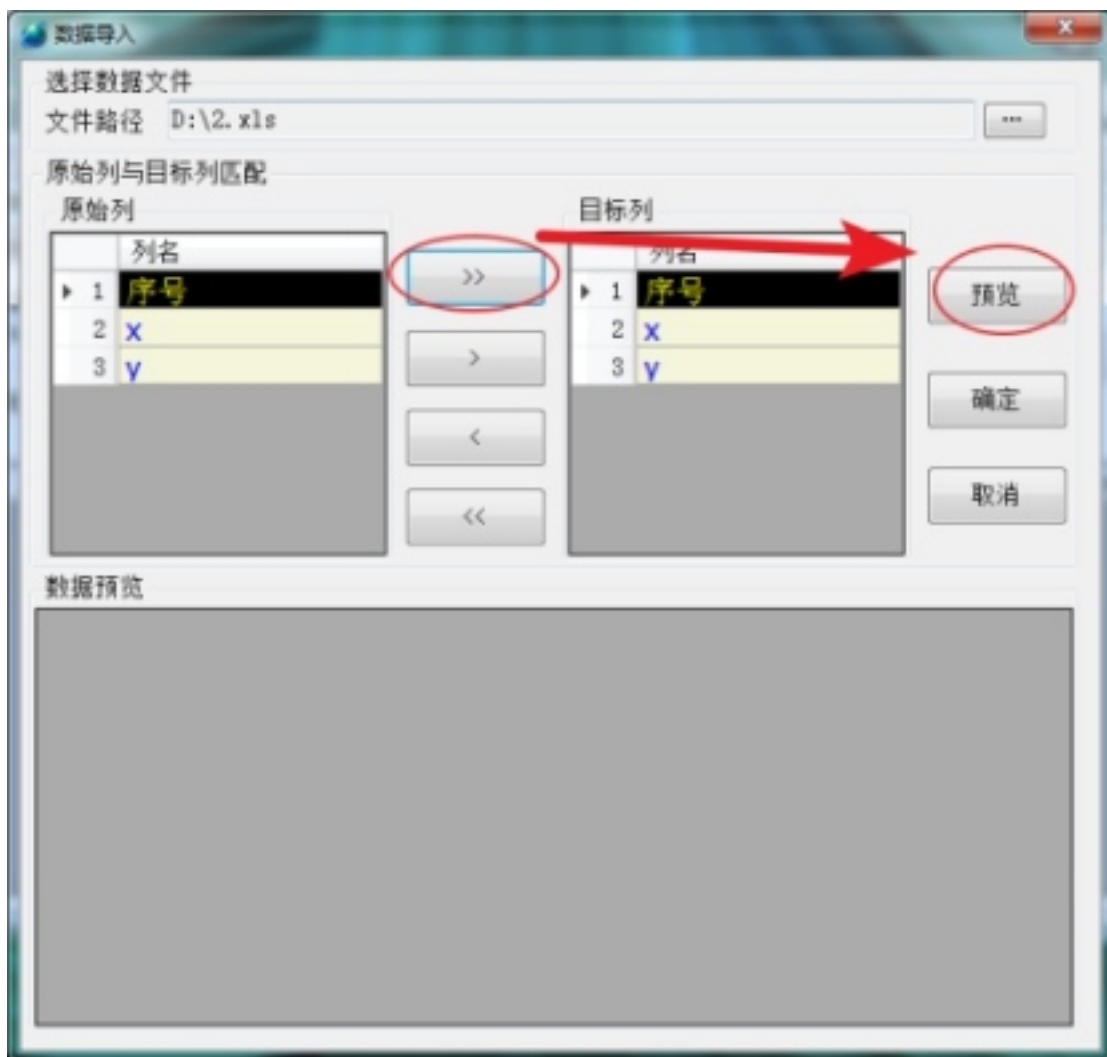 数据导入
选择数据文件
文件路径 D:\2.xls ...
原始列与目标列匹配
原始列
列名
1 序号
2 x
3 y
>>
>
<
<<
目标列
列名
1 序号
2 x
3 y
预览
确定
取消
数据预览